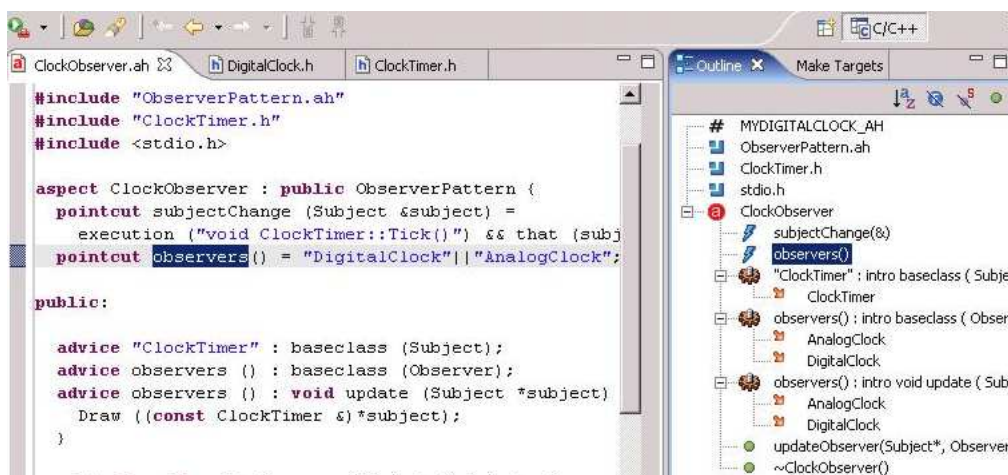 C/C++
ClockObserver.ah
DigitalClock.h
ClockTimer.h
#include "ObserverPattern.ah"
#include "ClockTimer.h"
#include <stdio.h>
aspect ClockObserver : public ObserverPattern {
pointcut subjectChange (Subject &subject) =
execution ("void ClockTimer::Tick()") && that (subj
pointcut observers() = "DigitalClock"||"AnalogClock";
public:
advice "ClockTimer" : baseclass (Subject);
advice observers () : baseclass (Observer);
advice observers () : void update (Subject *subject)
Draw ((const ClockTimer &)*subject);
}
Outline
Make Targets
# MYDIGITALCLOCK_AH
ObserverPattern.ah
ClockTimer.h
stdio.h
ClockObserver
subjectChange(&)
observers()
"ClockTimer" : intro baseclass ( Subje
ClockTimer
observers() : intro baseclass ( Obser
AnalogClock
DigitalClock
observers() : intro void update ( Sub
AnalogClock
DigitalClock
updateObserver(Subject*, Observer
~ClockObserver()